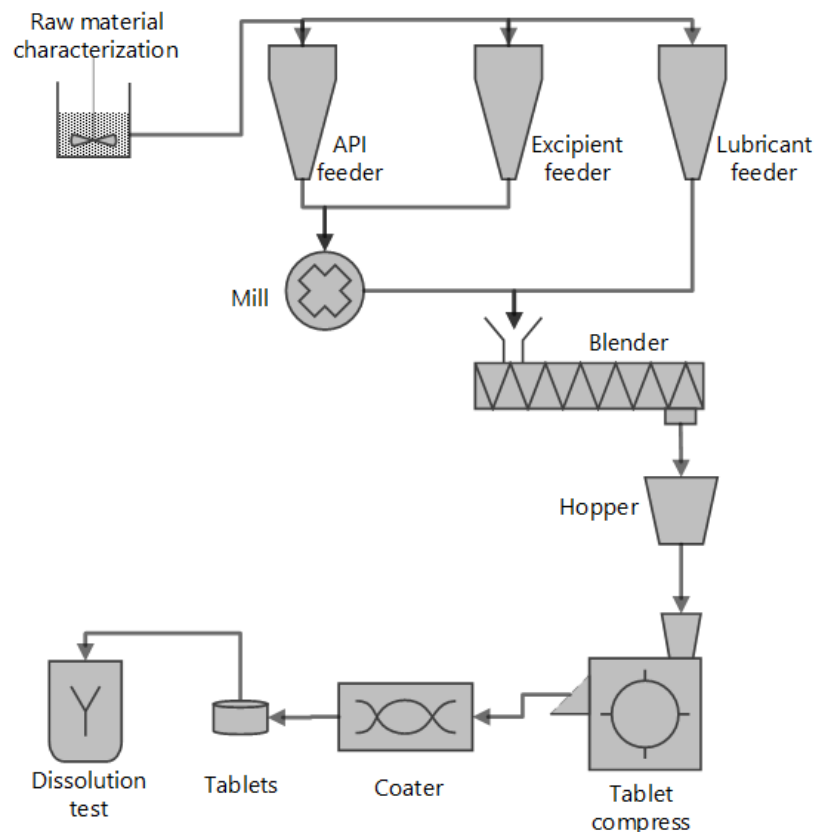 Raw material
characterization
API
feeder
Excipient
feeder
Lubricant
feeder
Mill
Blender
Hopper
Dissolution
test
Tablets
Coater
Tablet
compress